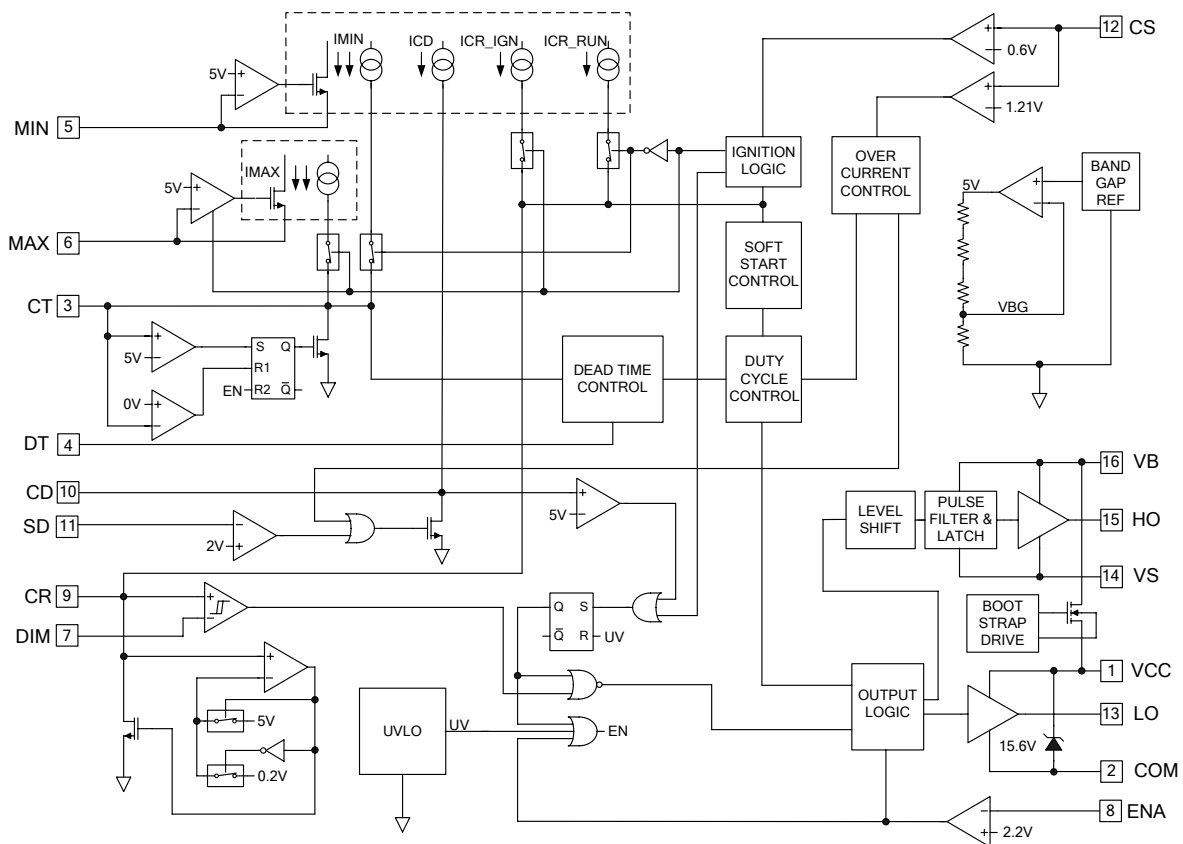 IMIN ICD ICR_IGN ICR_RUN
12 CS
0.6V
5V
1.21V
MIN 5
IGNITION
LOGIC
OVER
CURRENT
CONTROL
BAND
GAP
REF
5V
IMAX
5V
MAX 6
SOFT
START
CONTROL
CT 3
VBG
5V
S Q
R1
EN R2 Q̅
0V
DEAD TIME
CONTROL
DUTY
CYCLE
CONTROL
DT 4
16 VB
CD 10
5V
LEVEL
SHIFT
PULSE
FILTER &
LATCH
15 HO
SD 11
2V
14 VS
CR 9
Q S
Q̅ R UV
BOOT
STRAP
DRIVE
DIM 7
1 VCC
5V
0.2V
UVLO
UV
EN
OUTPUT
LOGIC
13 LO
15.6V
2 COM
8 ENA
2.2V